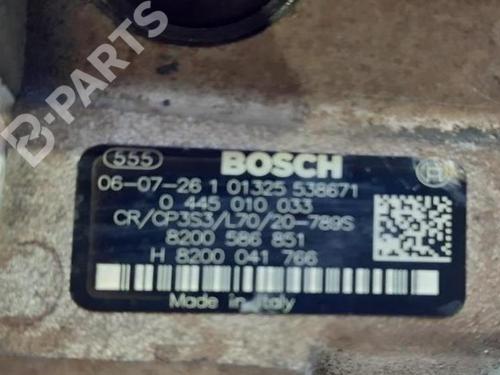 B-PARTS
555 BOSCH H
06-07-26 1 01325 538671
0 445 010 033
CR/CP3S3/L70/20-789S
8200 586 851
H 8200 041 766
Made in Italy